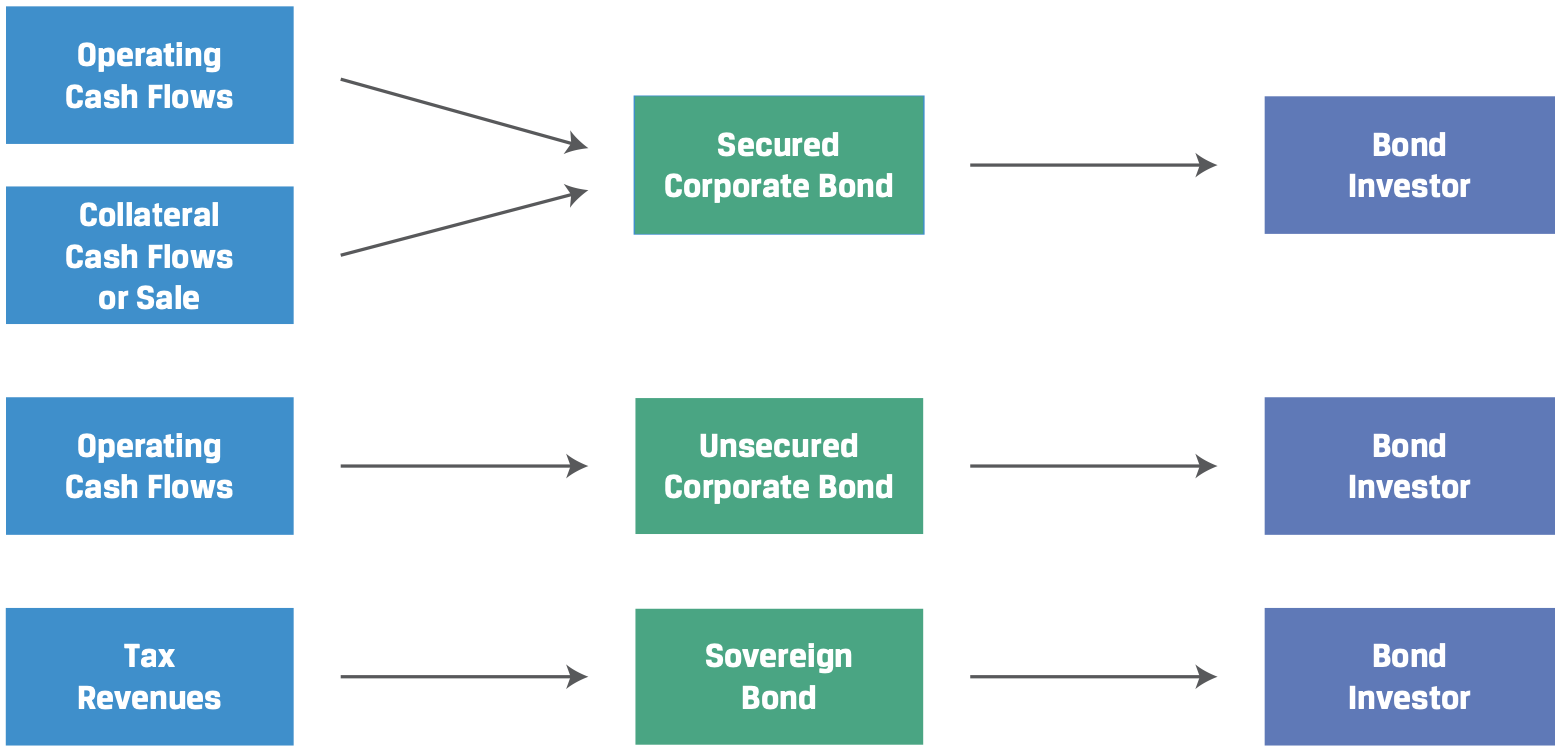 Operating
Cash Flows
Collateral
Cash Flows
or Sale
Secured
Corporate Bond
Bond
Investor
Operating
Cash Flows
Unsecured
Corporate Bond
Bond
Investor
Tax
Revenues
Sovereign
Bond
Bond
Investor